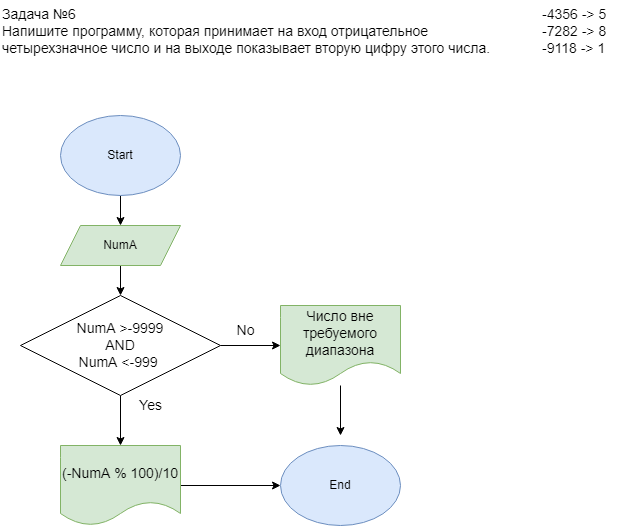 Задача №6
Напишите программу, которая принимает на вход отрицательное
четырехзначное число и на выходе показывает вторую цифру этого числа.
-4356 -> 5
-7282 -> 8
-9118 -> 1
Start
NumA
NumA >-9999
AND
NumA <-999
No
Число вне
требуемого
диапазона
Yes
(-NumA % 100)/10
End